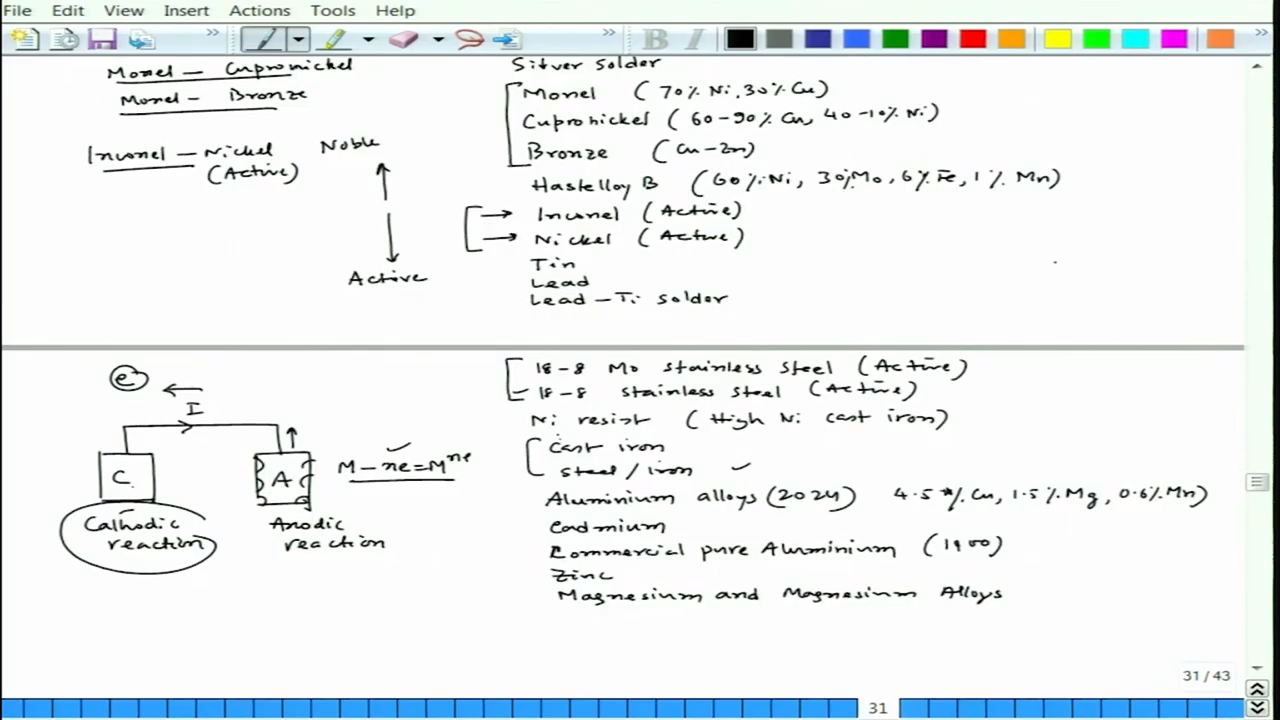 File Edit View Insert Actions Tools Help
B I
Monel – Cupronickel
Monel – Bronze
Inconel – Nickel
(Active)
Noble
Active
Silver solder
Monel (70% Ni, 30% Cu)
Cupronickel (60-90% Cu, 40-10% Ni)
Bronze (Cu-Zn)
Hastelloy B (60% Ni, 30% Mo, 6% Fe, 1% Mn)
Inconel (Active)
Nickel (Active)
Tin
Lead
Lead – Ti solder
e
I
C
A
M – ne = M^ne
Cathodic
reaction
Anodic
reaction
18-8 Mo stainless steel (Active)
18-8 stainless steel (Active)
Ni resist (High Ni cast iron)
Cast iron
Steel/iron
Aluminium alloys (2024) 4.5% Cu, 1.5% Mg, 0.6% Mn)
Cadmium
Commercial pure Aluminium (1100)
Zinc
Magnesium and Magnesium Alloys
31/43
31